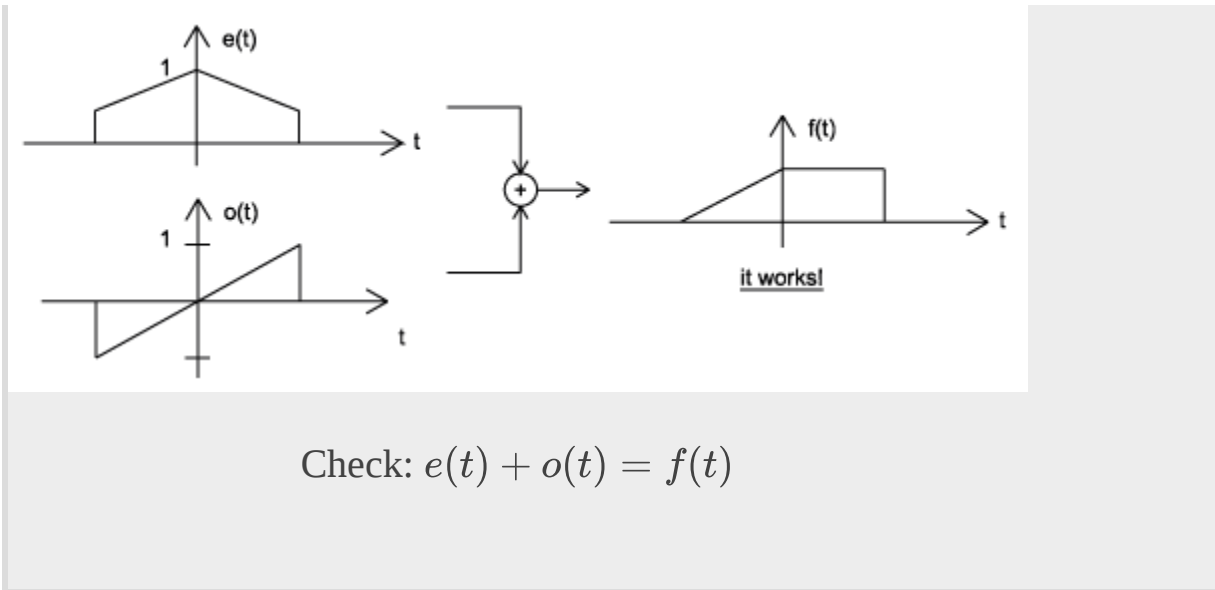 e(t)
1
t
o(t)
1
t
+
f(t)
t
it works!
Check: e(t) + o(t) = f(t)